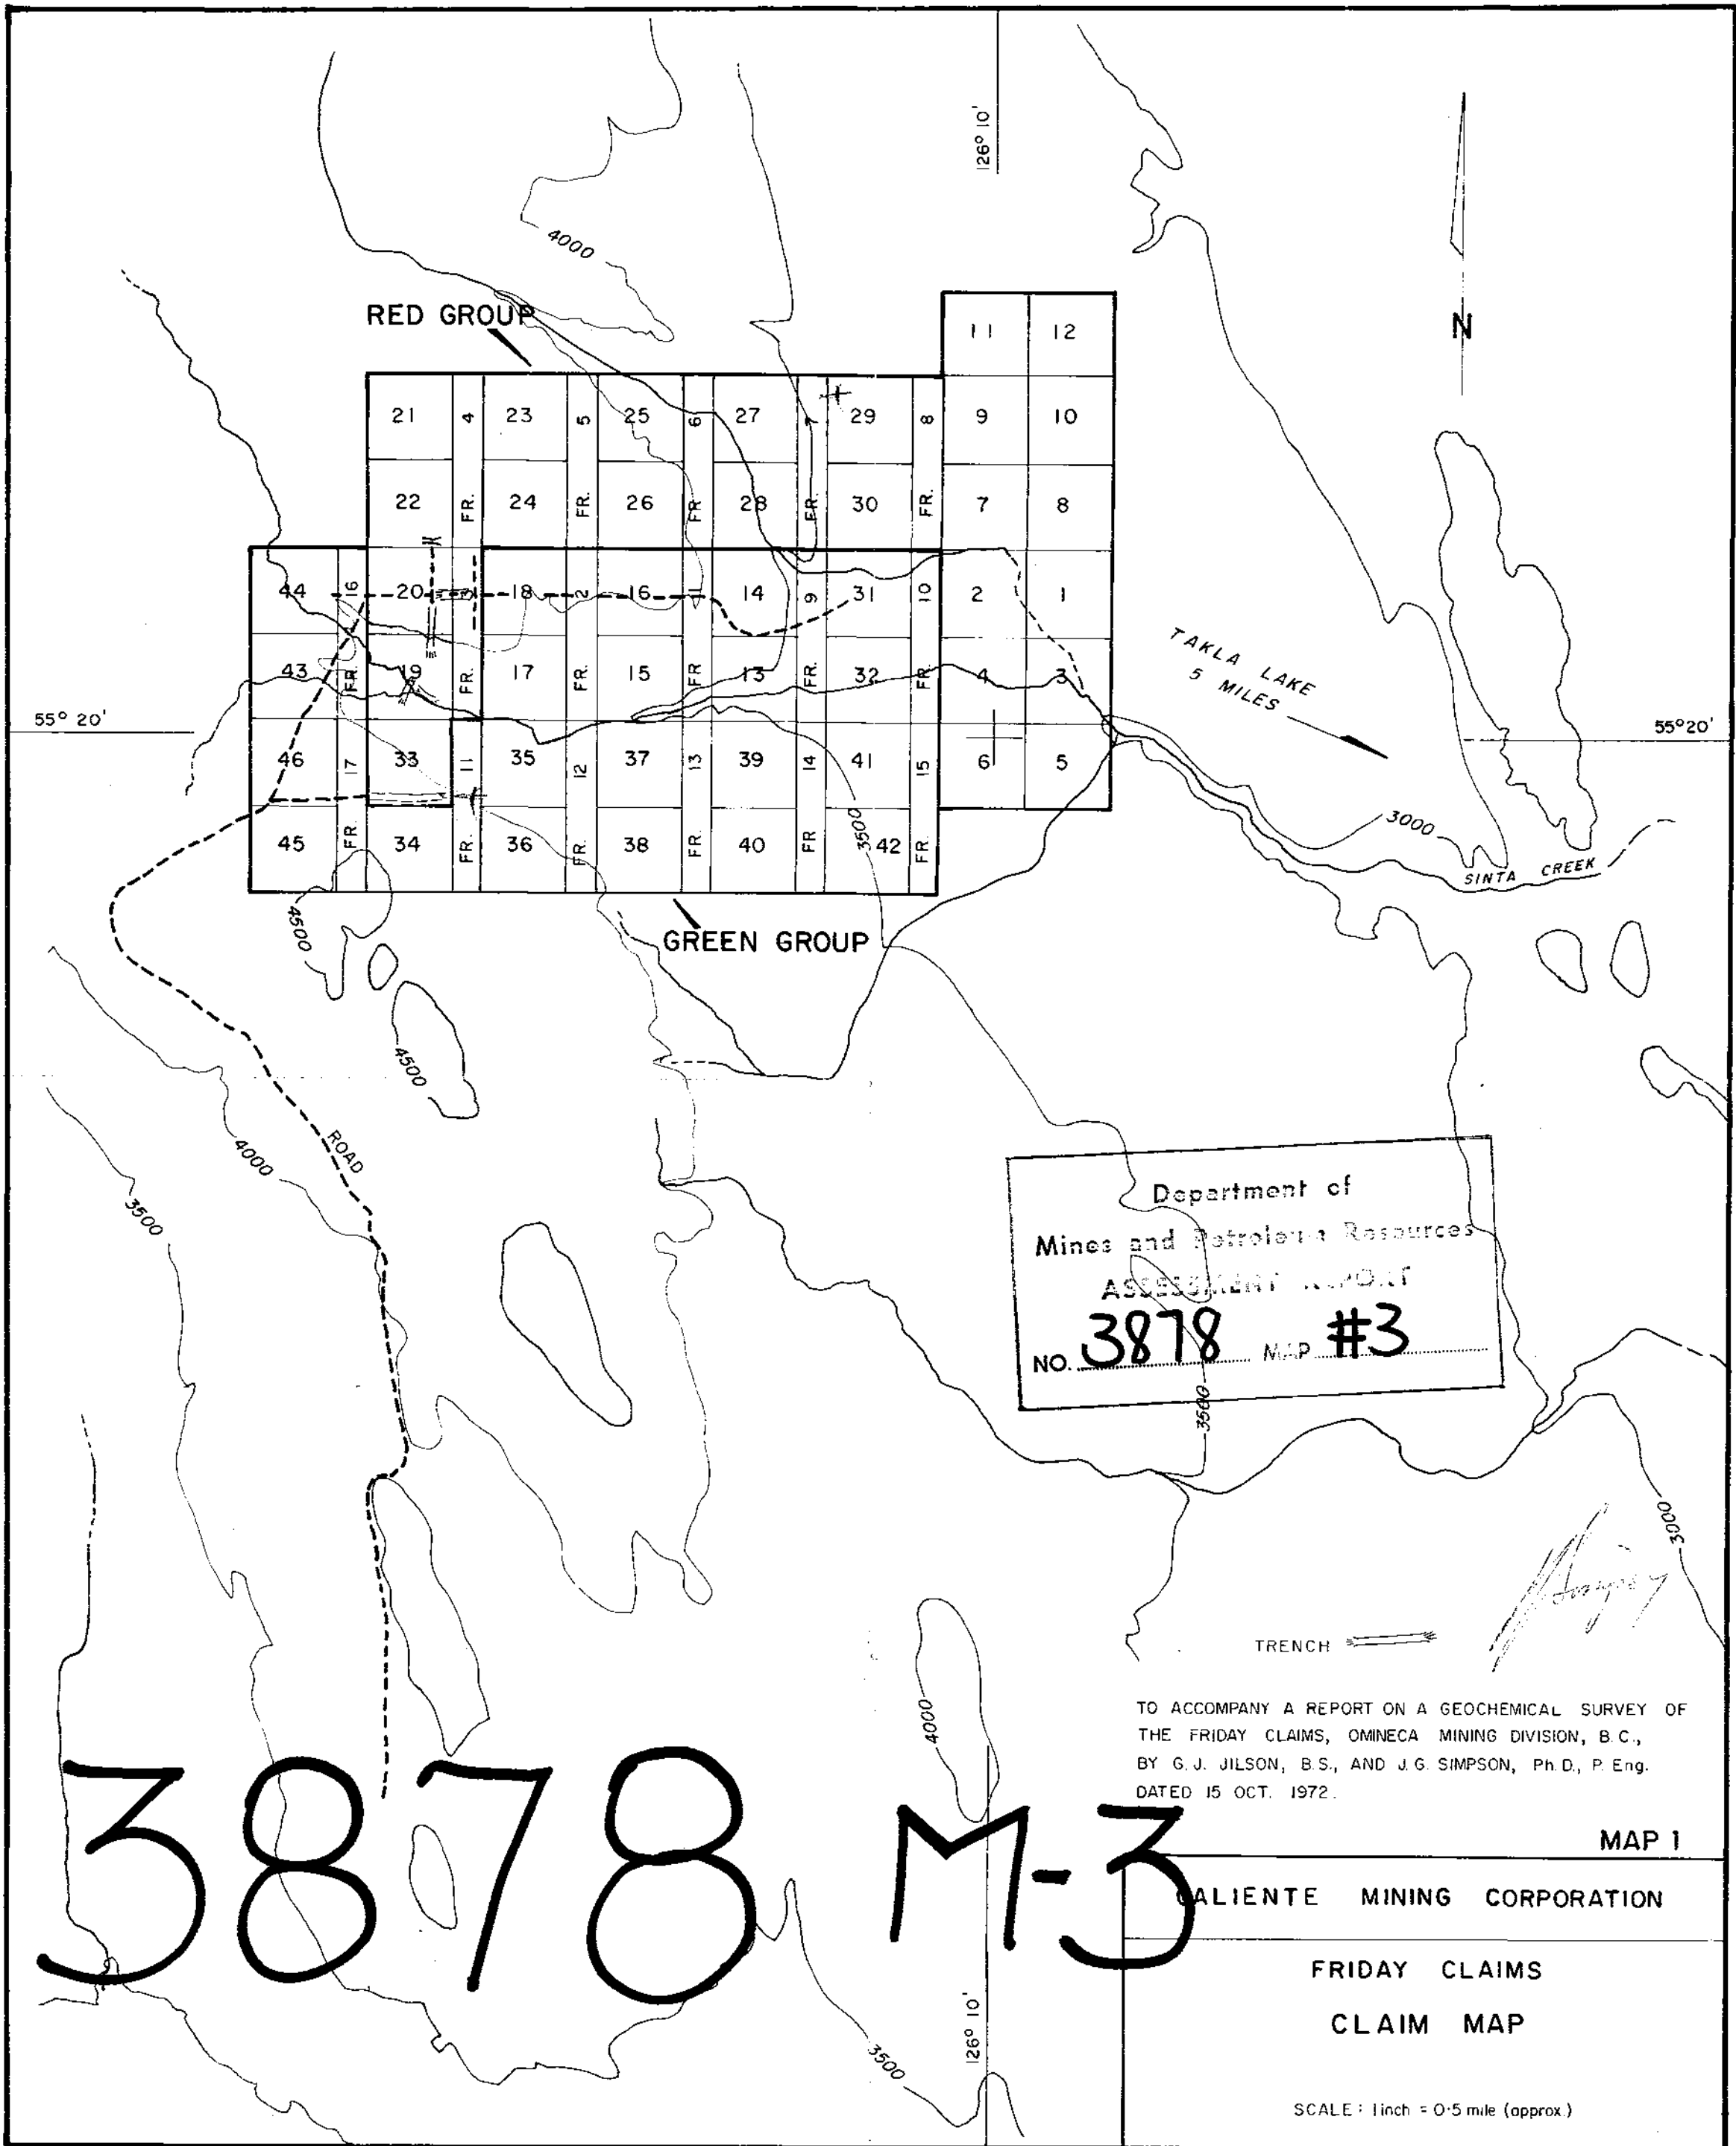 126° 10'
4000
RED GROUP
N
11 12
21 4 23 5 25 6 27 7 29 8 9 10
22 FR. 24 FR. 26 FR 28 FR. 30 FR. 7 8
44 16 20 3 18 2 16 1 14 9 31 10 2 1
43 FR. 19 FR. 17 FR. 15 FR 13 FR. 32 FR. 4 3
TAKLA LAKE
5 MILES
55° 20'
55° 20'
46 17 33 11 35 12 37 13 39 14 41 15 6 5
45 FR. 34 FR. 36 FR. 38 FR 40 FR 42 FR.
3500
3000
SINTA CREEK
4500
GREEN GROUP
4500
ROAD
4000
3500
Department of
Mines and Petroleum Resources
ASSESSMENT REPORT
NO. 3878 MAP #3
3500
3000
TRENCH
4000
TO ACCOMPANY A REPORT ON A GEOCHEMICAL SURVEY OF
THE FRIDAY CLAIMS, OMINECA MINING DIVISION, B.C.,
BY G.J. JILSON, B.S., AND J.G. SIMPSON, Ph.D., P. Eng.
DATED 15 OCT. 1972.
MAP 1
3878 M-3
CALIENTE MINING CORPORATION
FRIDAY CLAIMS
CLAIM MAP
126° 10'
3500
SCALE: 1 inch = 0·5 mile (approx.)